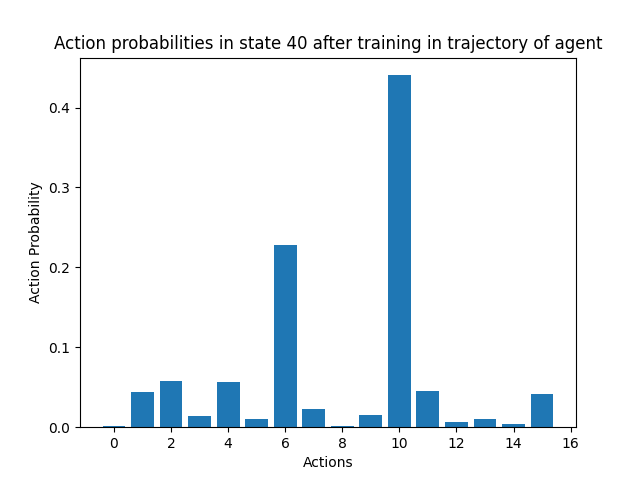 Action probabilities in state 40 after training in trajectory of agent
Action Probability
0.4
0.3
0.2
0.1
0.0
0 2 4 6 8 10 12 14 16
Actions